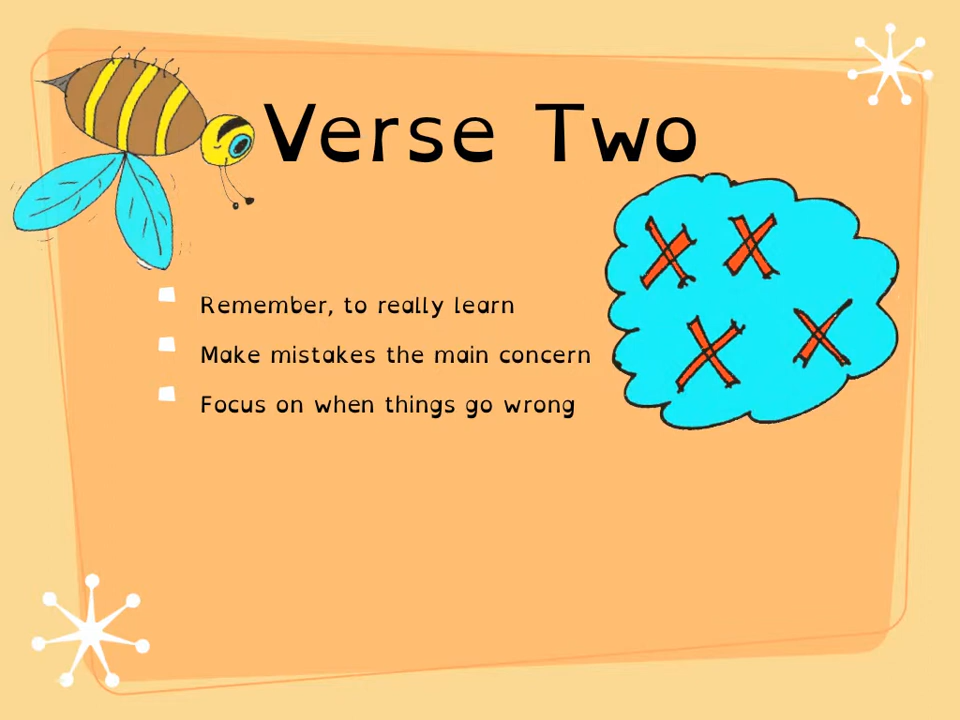 Verse Two
Remember, to really learn
Make mistakes the main concern
Focus on when things go wrong